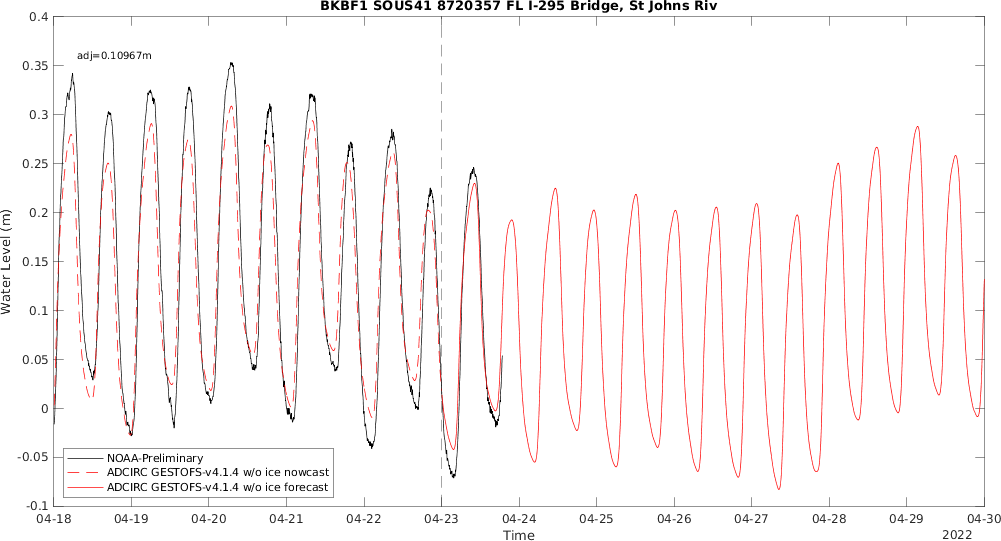 BKBF1 SOUS41 8720357 FL I-295 Bridge, St Johns Riv
adj=0.10967m
0.4
0.35
0.3
0.25
0.2
0.15
0.1
0.05
0
-0.05
-0.1
Water Level (m)
NOAA-Preliminary
ADCIRC GESTOFS-v4.1.4 w/o ice nowcast
ADCIRC GESTOFS-v4.1.4 w/o ice forecast
04-18 04-19 04-20 04-21 04-22 04-23 04-24 04-25 04-26 04-27 04-28 04-29 04-30
Time
2022